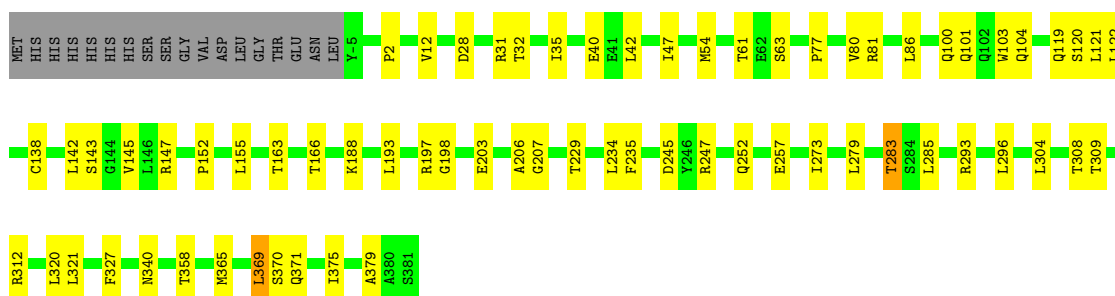 MET HIS HIS HIS HIS HIS HIS SER SER GLY VAL ASP LEU GLY THR GLU ASN LEU Y-5 P2 V12 D28 R31 T32 I35 E40 E41 L42 I47 M54 T61 E62 S63 P77 V80 R81 L86 Q100 Q101 Q102 W103 Q104 Q119 S120 L121 L122
C138 L142 S143 G144 V145 L146 R147 P152 L155 T163 T166 K188 L193 R197 G198 E203 A206 G207 T229 L234 F235 D245 Y246 R247 Q252 E257 I273 L279 T283 S284 L285 R293 L296 L304 T308 T309
R312 L320 L321 F327 N340 T358 M365 L369 S370 Q371 I375 A379 A380 S381